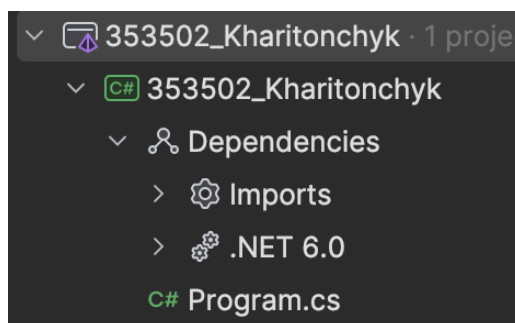 353502_Kharitonchyk · 1 proje
C# 353502_Kharitonchyk
Dependencies
Imports
.NET 6.0
C# Program.cs